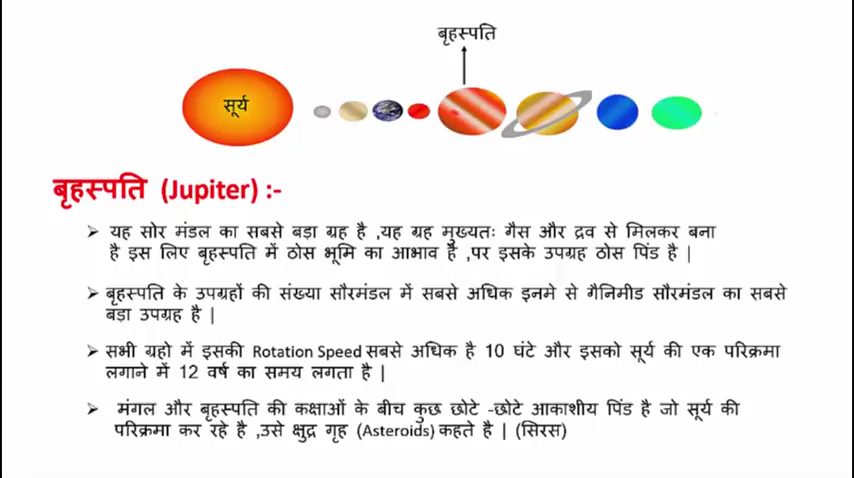 बृहस्पति
सूर्य
बृहस्पति (Jupiter) :-
➢ यह सोर मंडल का सबसे बड़ा ग्रह है ,यह ग्रह मुख्यतः गैस और द्रव से मिलकर बना
है इस लिए बृहस्पति में ठोस भूमि का आभाव है ,पर इसके उपग्रह ठोस पिंड है |
➢ बृहस्पति के उपग्रहों की संख्या सौरमंडल में सबसे अधिक इनमे से गैनिमीड सौरमंडल का सबसे
बड़ा उपग्रह है |
➢ सभी ग्रहो में इसकी Rotation Speed सबसे अधिक है 10 घंटे और इसको सूर्य की एक परिक्रमा
लगाने में 12 वर्ष का समय लगता है |
➢ मंगल और बृहस्पति की कक्षाओं के बीच कुछ छोटे -छोटे आकाशीय पिंड है जो सूर्य की
परिक्रमा कर रहे है ,उसे क्षुद्र गृह (Asteroids) कहते है | (सिरस)